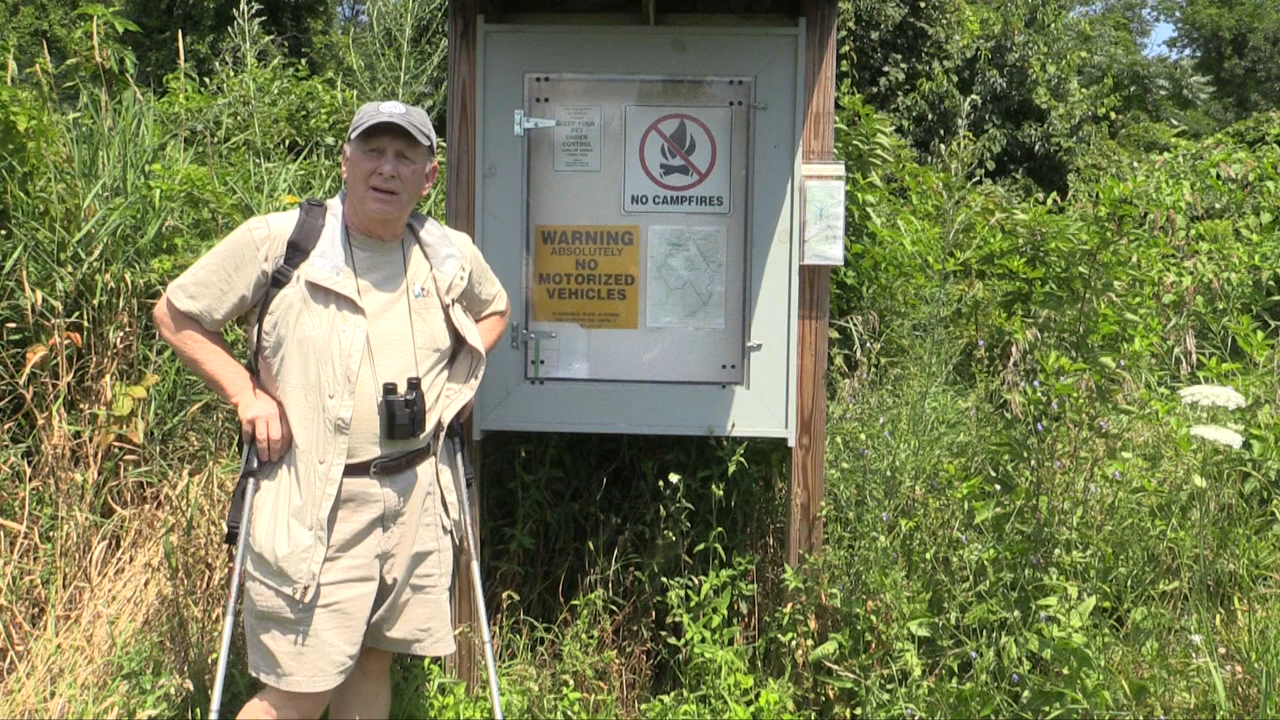 KEEP YOUR
PET
UNDER
CONTROL
NO CAMPFIRES
WARNING
ABSOLUTELY
NO
MOTORIZED
VEHICLES